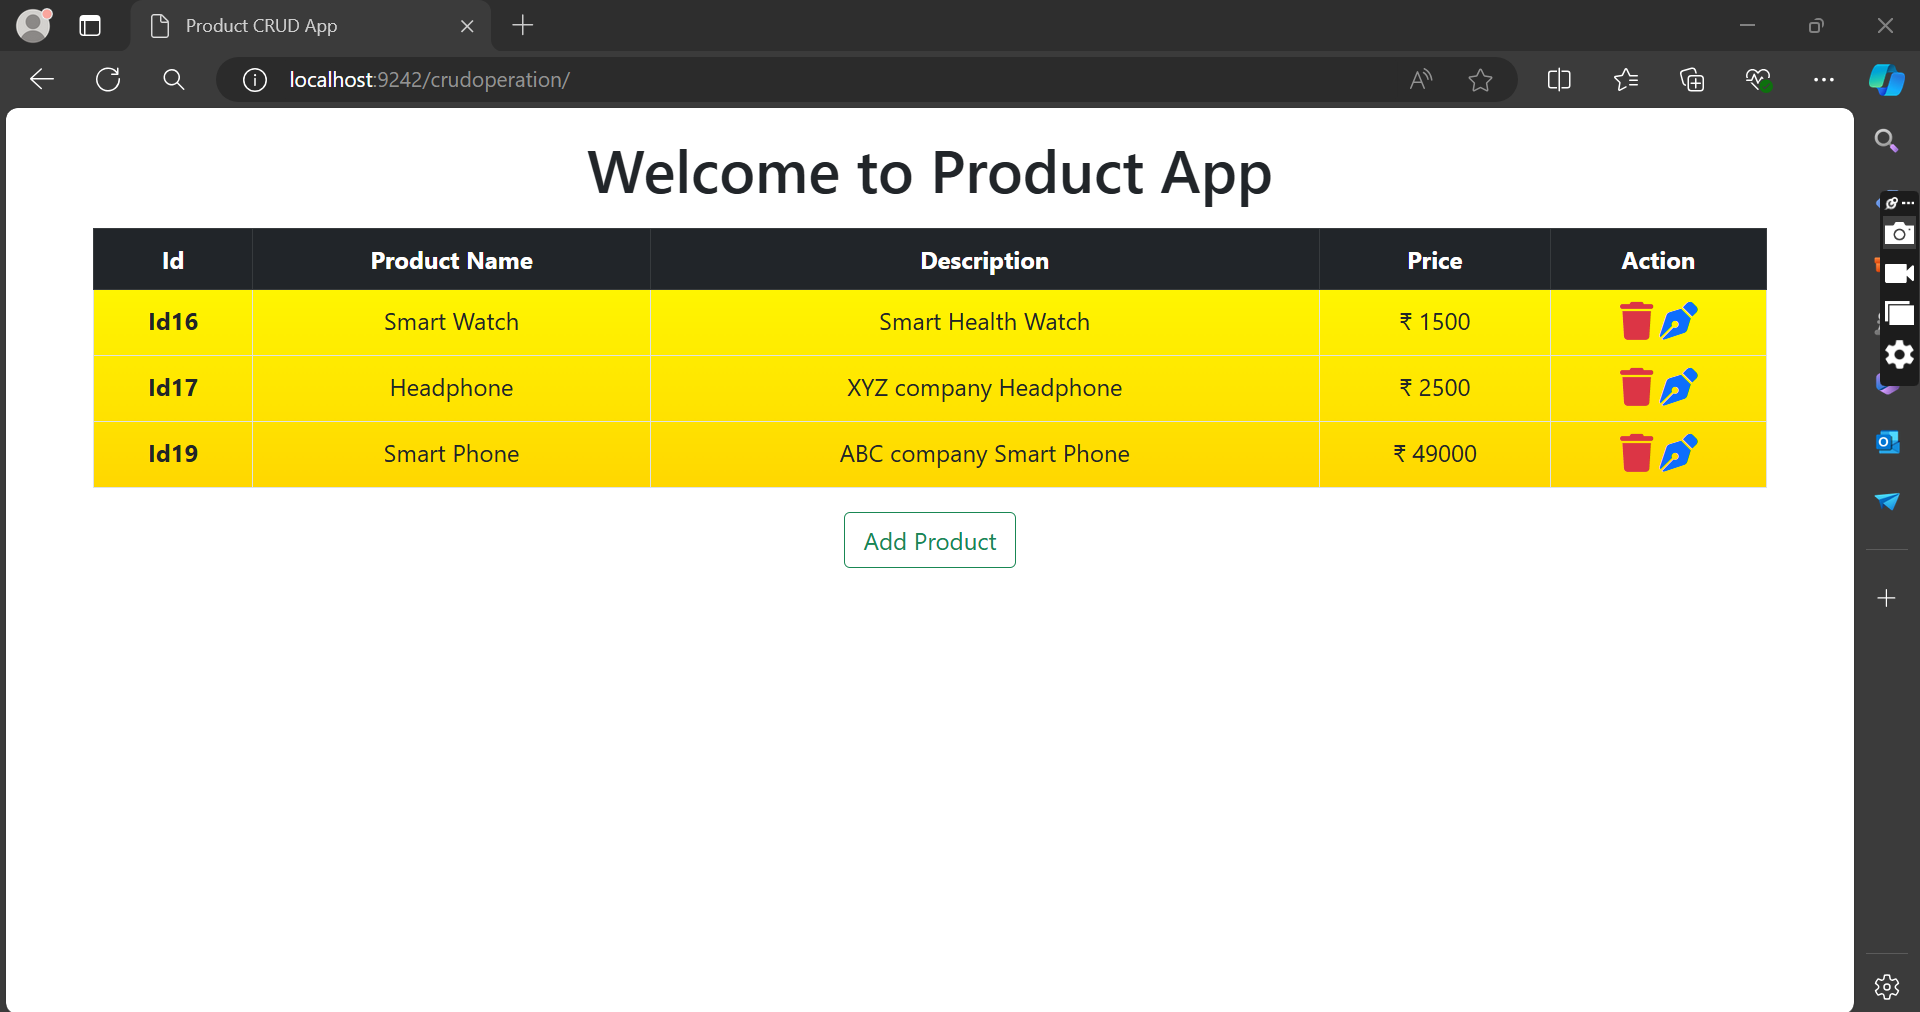 Product CRUD App
localhost:9242/crudoperation/
Welcome to Product App
Id Product Name Description Price Action
Id16 Smart Watch Smart Health Watch ₹ 1500
Id17 Headphone XYZ company Headphone ₹ 2500
Id19 Smart Phone ABC company Smart Phone ₹ 49000
Add Product